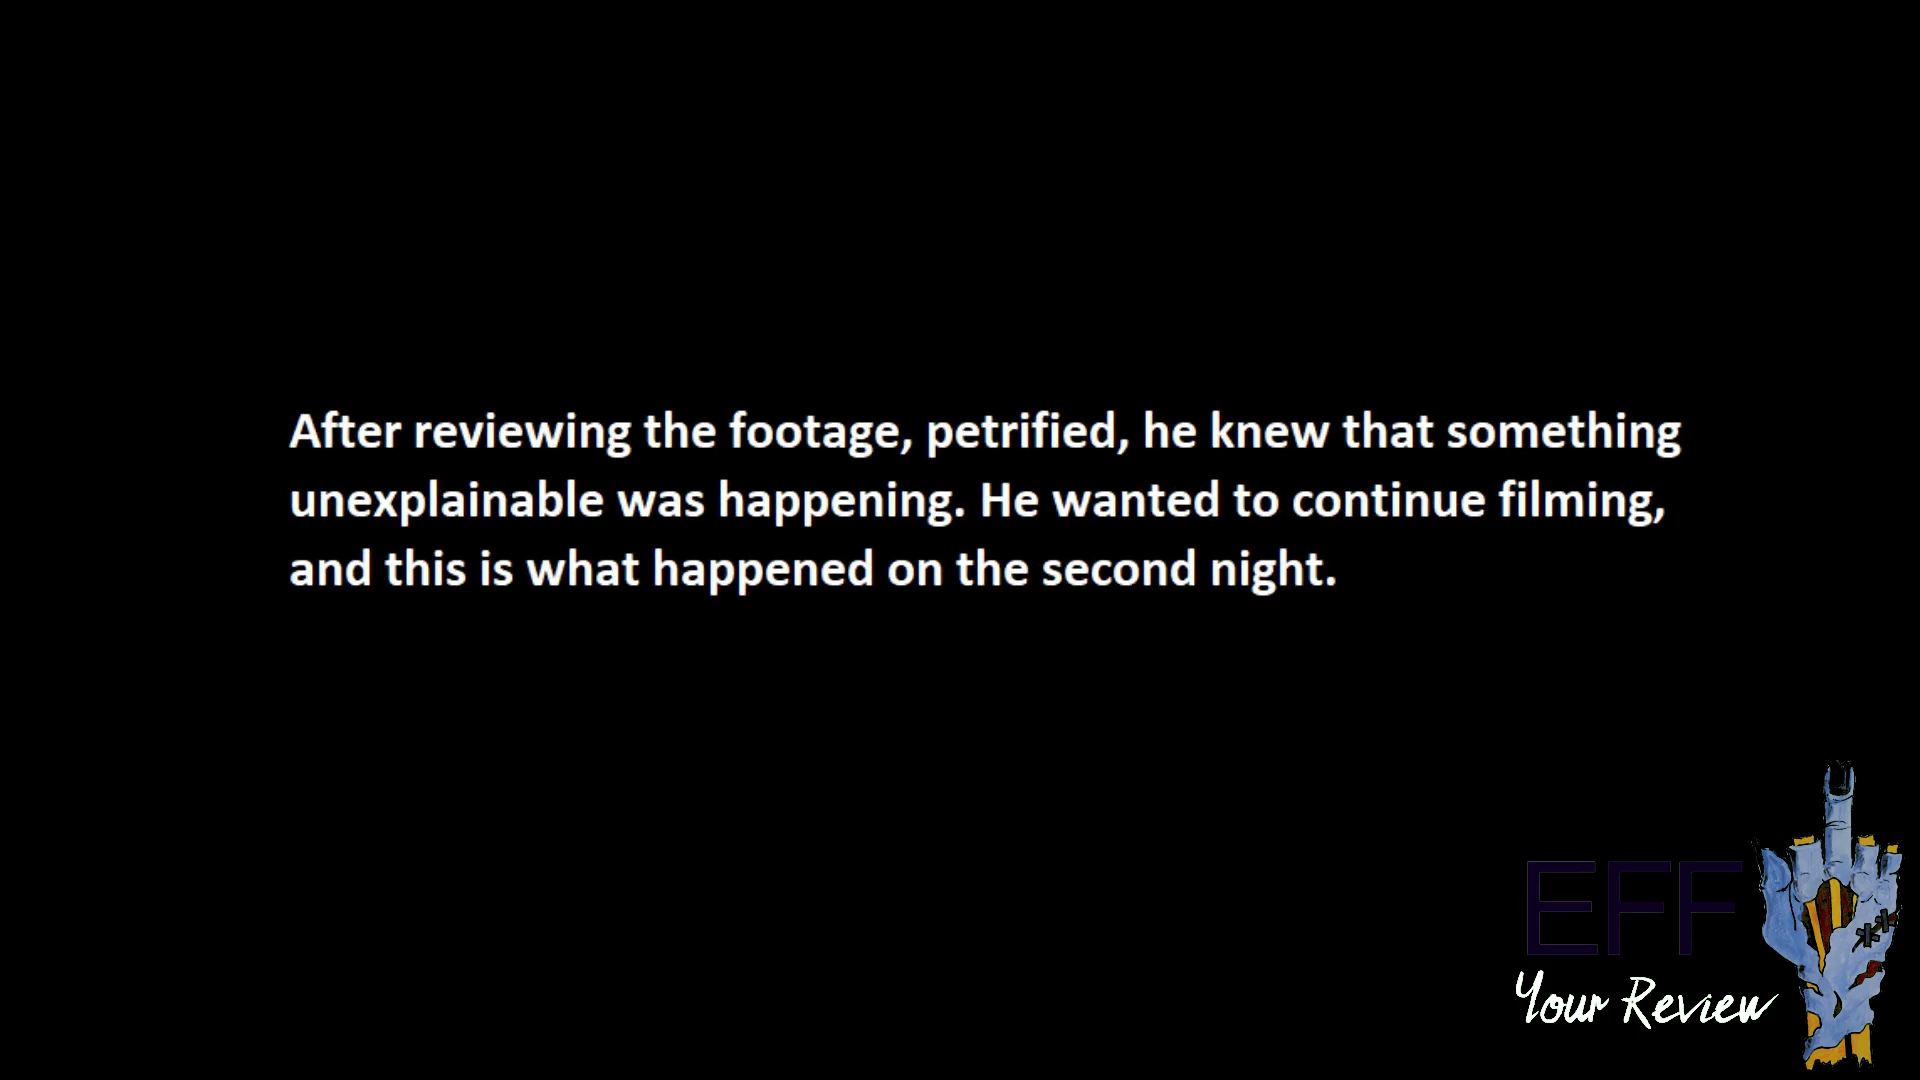 After reviewing the footage, petrified, he knew that something
unexplainable was happening. He wanted to continue filming,
and this is what happened on the second night.
EFF
Your Review